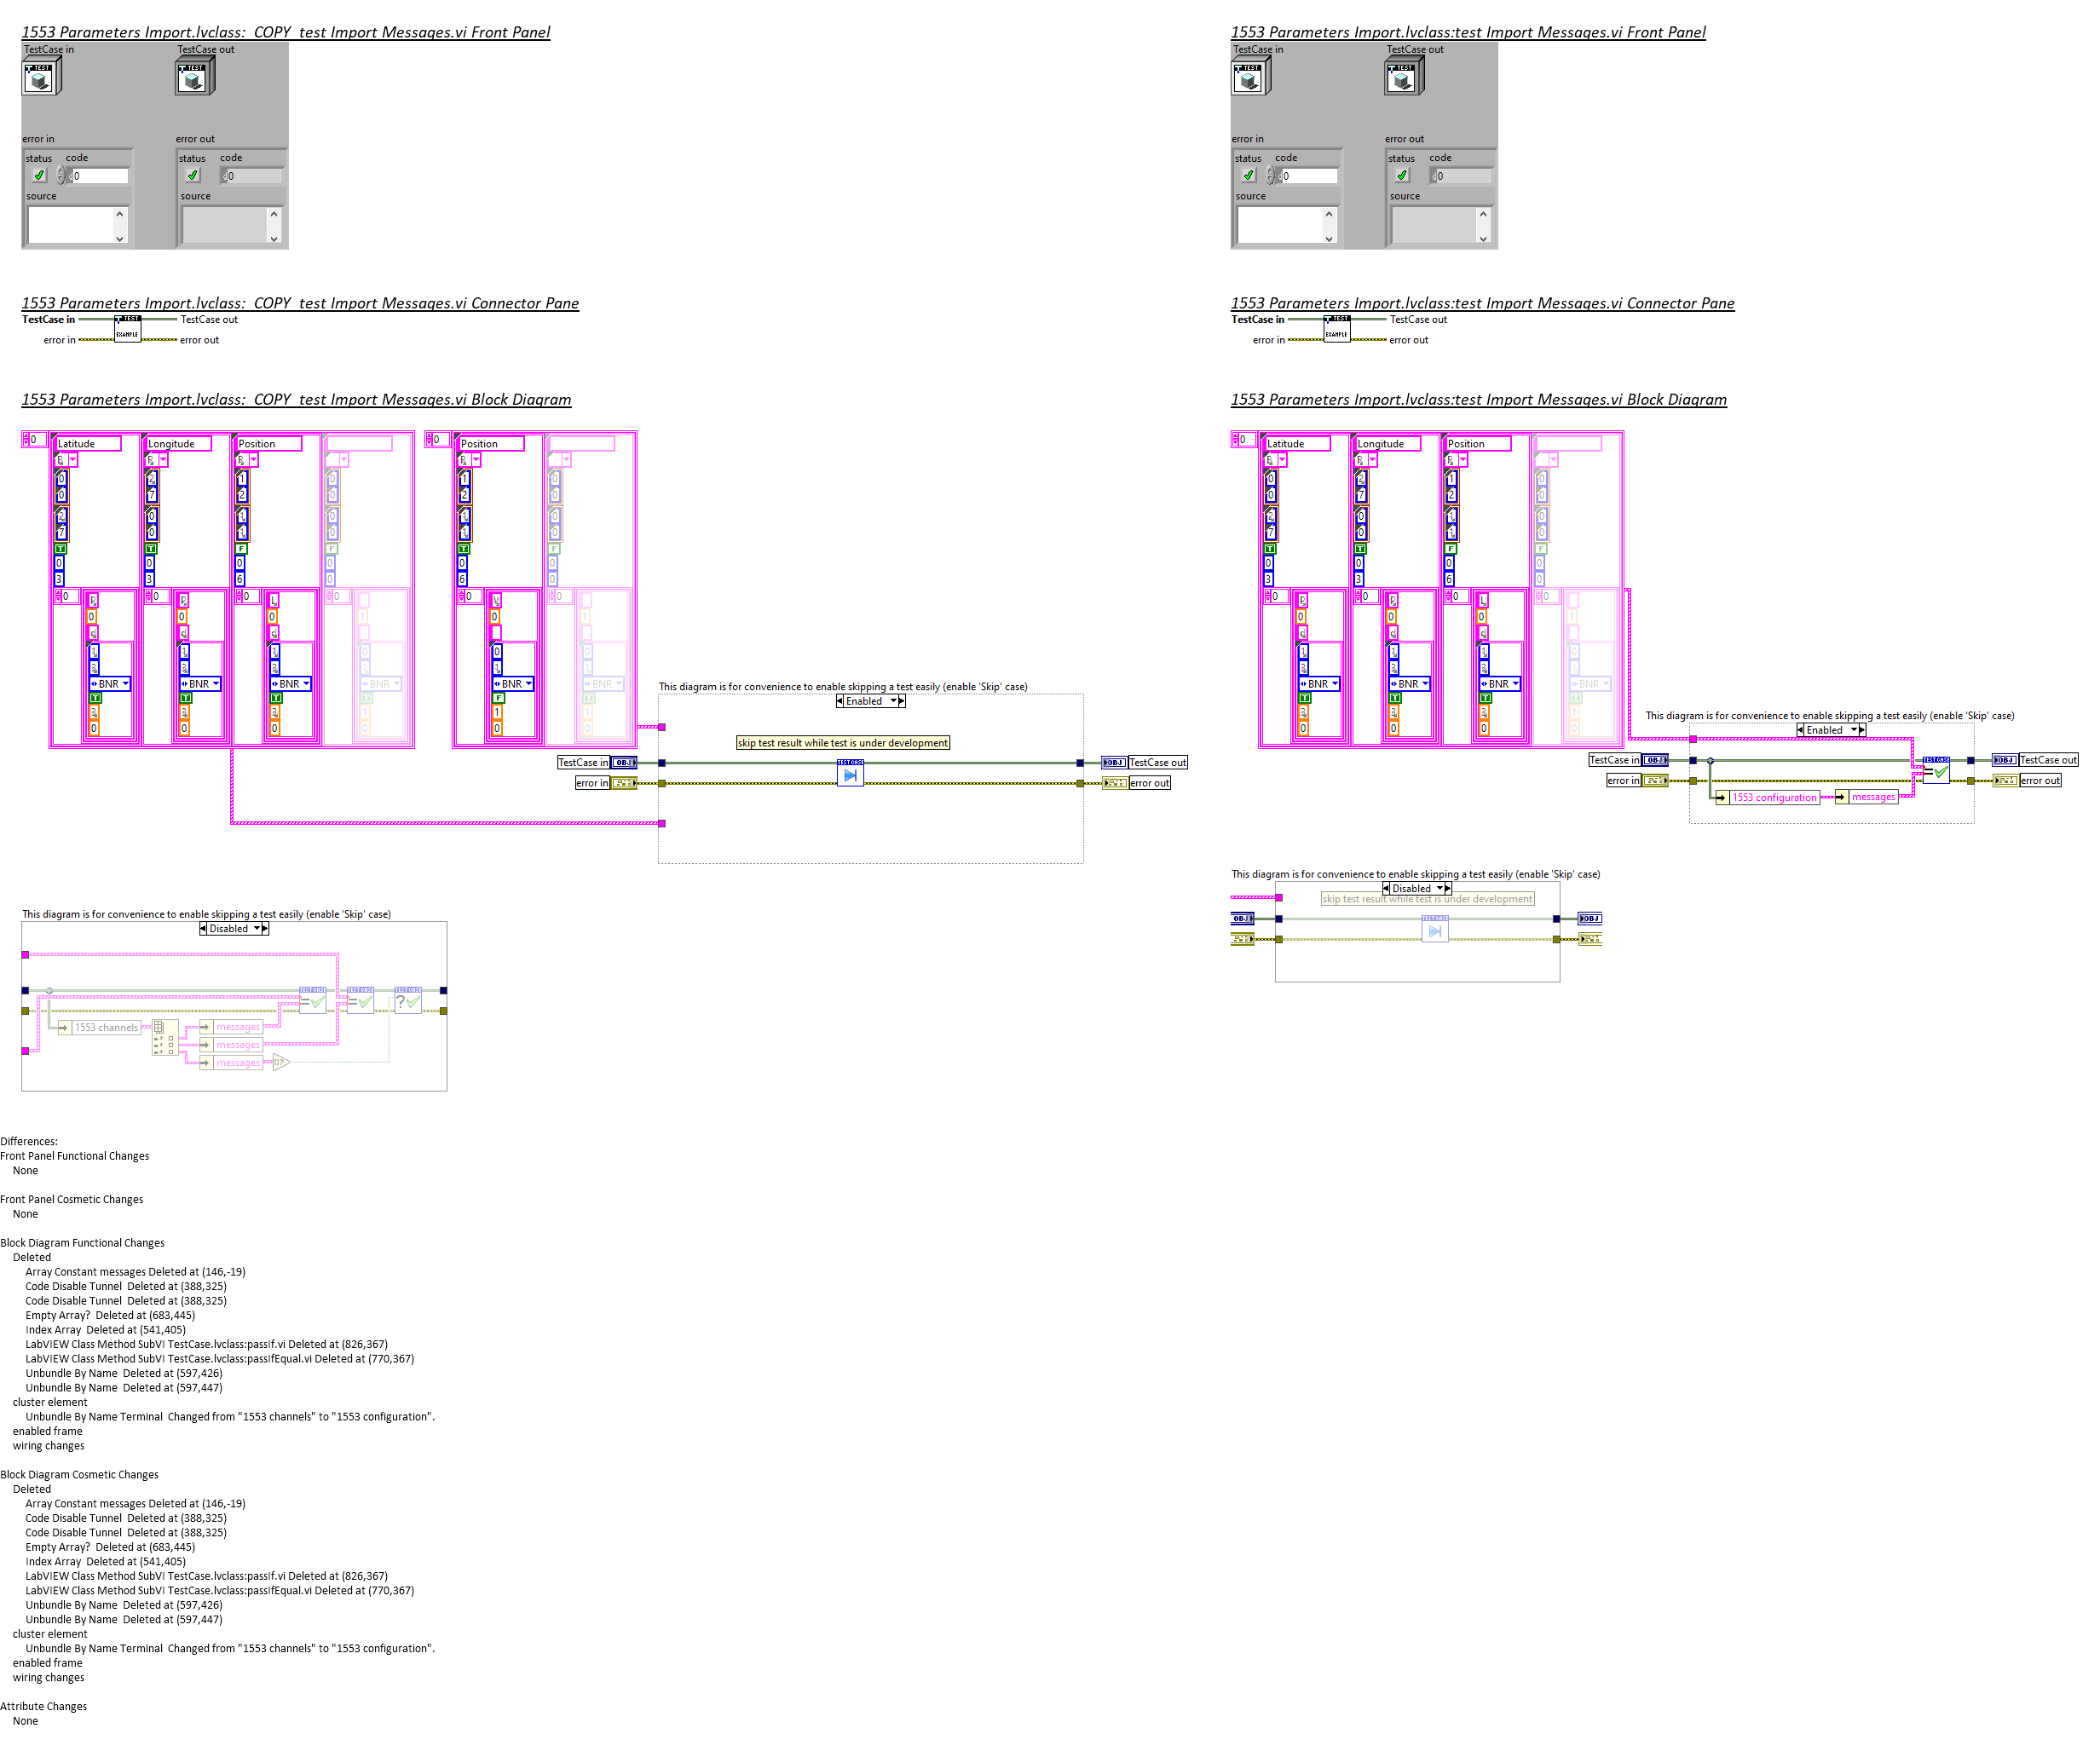 1553 Parameters Import.lvclass:  COPY  test Import Messages.vi Front Panel
TestCase in
TestCase out
TEST
TEST
error in
error out
status
code
status
code
0
0
source
source
1553 Parameters Import.lvclass:  COPY  test Import Messages.vi Connector Pane
TestCase in
TEST
EXAMPLE
TestCase out
error in
error out
1553 Parameters Import.lvclass:  COPY  test Import Messages.vi Block Diagram
0
Latitude
Longitude
Position
0
Position
BNR
BNR
BNR
BNR
BNR
BNR
This diagram is for convenience to enable skipping a test easily (enable 'Skip' case)
Enabled
skip test result while test is under development
TestCase in
OBJ
OBJ
TestCase out
error in
error out
This diagram is for convenience to enable skipping a test easily (enable 'Skip' case)
Disabled
1553 channels
messages
messages
messages
1553 Parameters Import.lvclass:test Import Messages.vi Front Panel
TestCase in
TestCase out
TEST
TEST
error in
error out
status
code
status
code
0
0
source
source
1553 Parameters Import.lvclass:test Import Messages.vi Connector Pane
TestCase in
TEST
EXAMPLE
TestCase out
error in
error out
1553 Parameters Import.lvclass:test Import Messages.vi Block Diagram
0
Latitude
Longitude
Position
BNR
BNR
BNR
BNR
This diagram is for convenience to enable skipping a test easily (enable 'Skip' case)
Enabled
TestCase in
OBJ
OBJ
TestCase out
error in
error out
1553 configuration
messages
This diagram is for convenience to enable skipping a test easily (enable 'Skip' case)
Disabled
skip test result while test is under development
OBJ
OBJ
Differences:
Front Panel Functional Changes
None
Front Panel Cosmetic Changes
None
Block Diagram Functional Changes
Deleted
Array Constant messages Deleted at (146,-19)
Code Disable Tunnel  Deleted at (388,325)
Code Disable Tunnel  Deleted at (388,325)
Empty Array?  Deleted at (683,445)
Index Array  Deleted at (541,405)
LabVIEW Class Method SubVI TestCase.lvclass:passIf.vi Deleted at (826,367)
LabVIEW Class Method SubVI TestCase.lvclass:passIfEqual.vi Deleted at (770,367)
Unbundle By Name  Deleted at (597,426)
Unbundle By Name  Deleted at (597,447)
cluster element
Unbundle By Name Terminal  Changed from "1553 channels" to "1553 configuration".
enabled frame
wiring changes
Block Diagram Cosmetic Changes
Deleted
Array Constant messages Deleted at (146,-19)
Code Disable Tunnel  Deleted at (388,325)
Code Disable Tunnel  Deleted at (388,325)
Empty Array?  Deleted at (683,445)
Index Array  Deleted at (541,405)
LabVIEW Class Method SubVI TestCase.lvclass:passIf.vi Deleted at (826,367)
LabVIEW Class Method SubVI TestCase.lvclass:passIfEqual.vi Deleted at (770,367)
Unbundle By Name  Deleted at (597,426)
Unbundle By Name  Deleted at (597,447)
cluster element
Unbundle By Name Terminal  Changed from "1553 channels" to "1553 configuration".
enabled frame
wiring changes
Attribute Changes
None